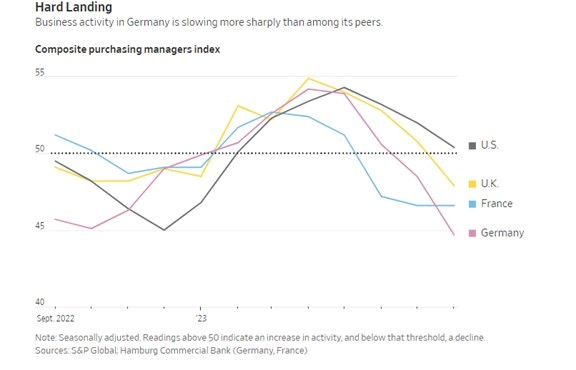 Hard Landing
Business activity in Germany is slowing more sharply than among its peers.
Composite purchasing managers index
55
50
45
40
U.S.
U.K.
France
Germany
Sept. 2022
'23
Note: Seasonally adjusted. Readings above 50 indicate an increase in activity, and below that threshold, a decline.
Sources: S&P Global; Hamburg Commercial Bank (Germany, France)